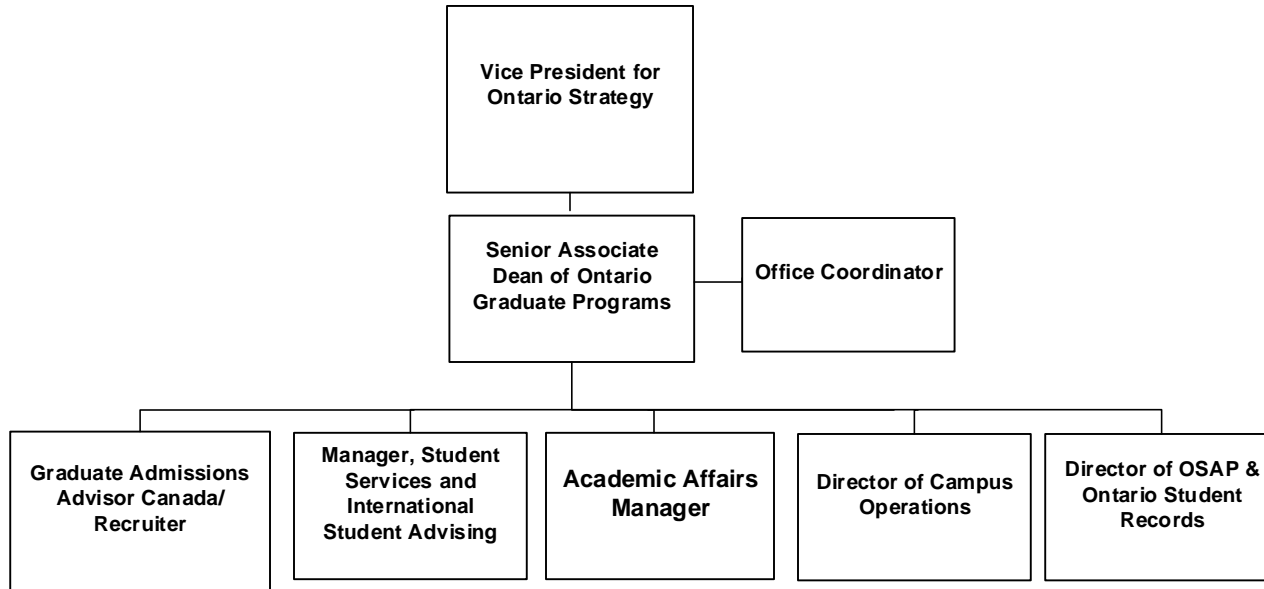 Vice President for
Ontario Strategy
Senior Associate
Dean of Ontario
Graduate Programs
Office Coordinator
Graduate Admissions
Advisor Canada/
Recruiter
Manager, Student
Services and
International
Student Advising
Academic Affairs
Manager
Director of Campus
Operations
Director of OSAP &
Ontario Student
Records